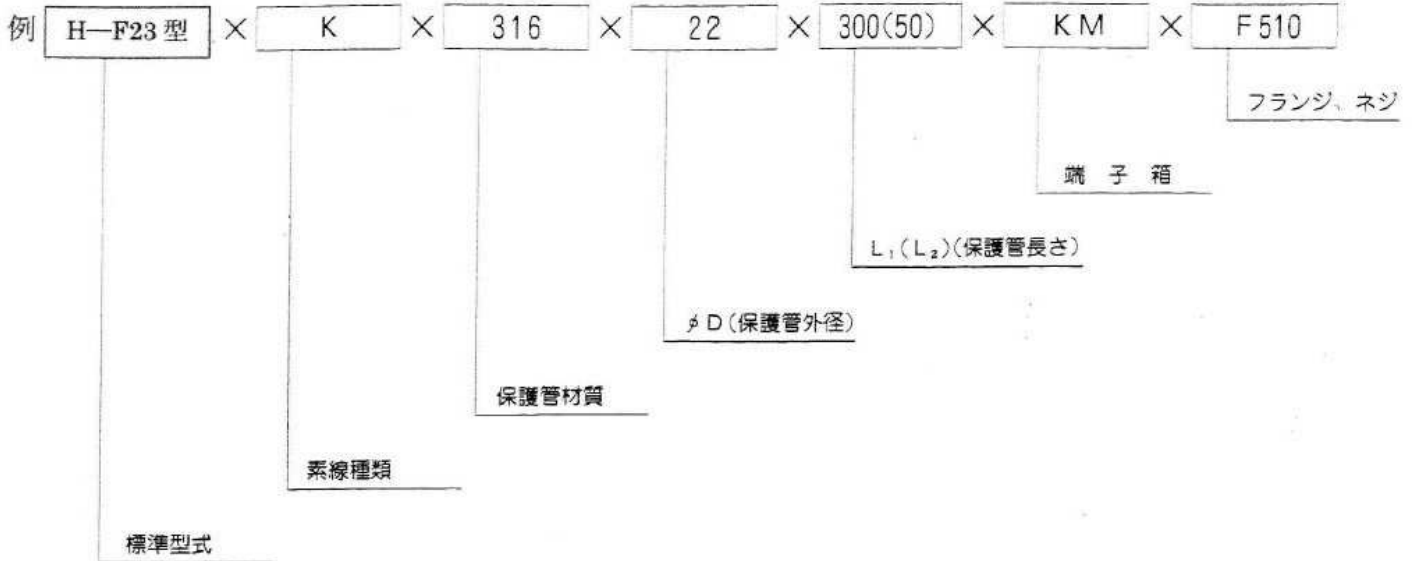 例 H—F23型 × K × 316 × 22 × 300(50) × KM × F510
フランジ、ネジ
端 子 箱
L₁(L₂)(保護管長さ)
φD(保護管外径)
保護管材質
素線種類
標準型式